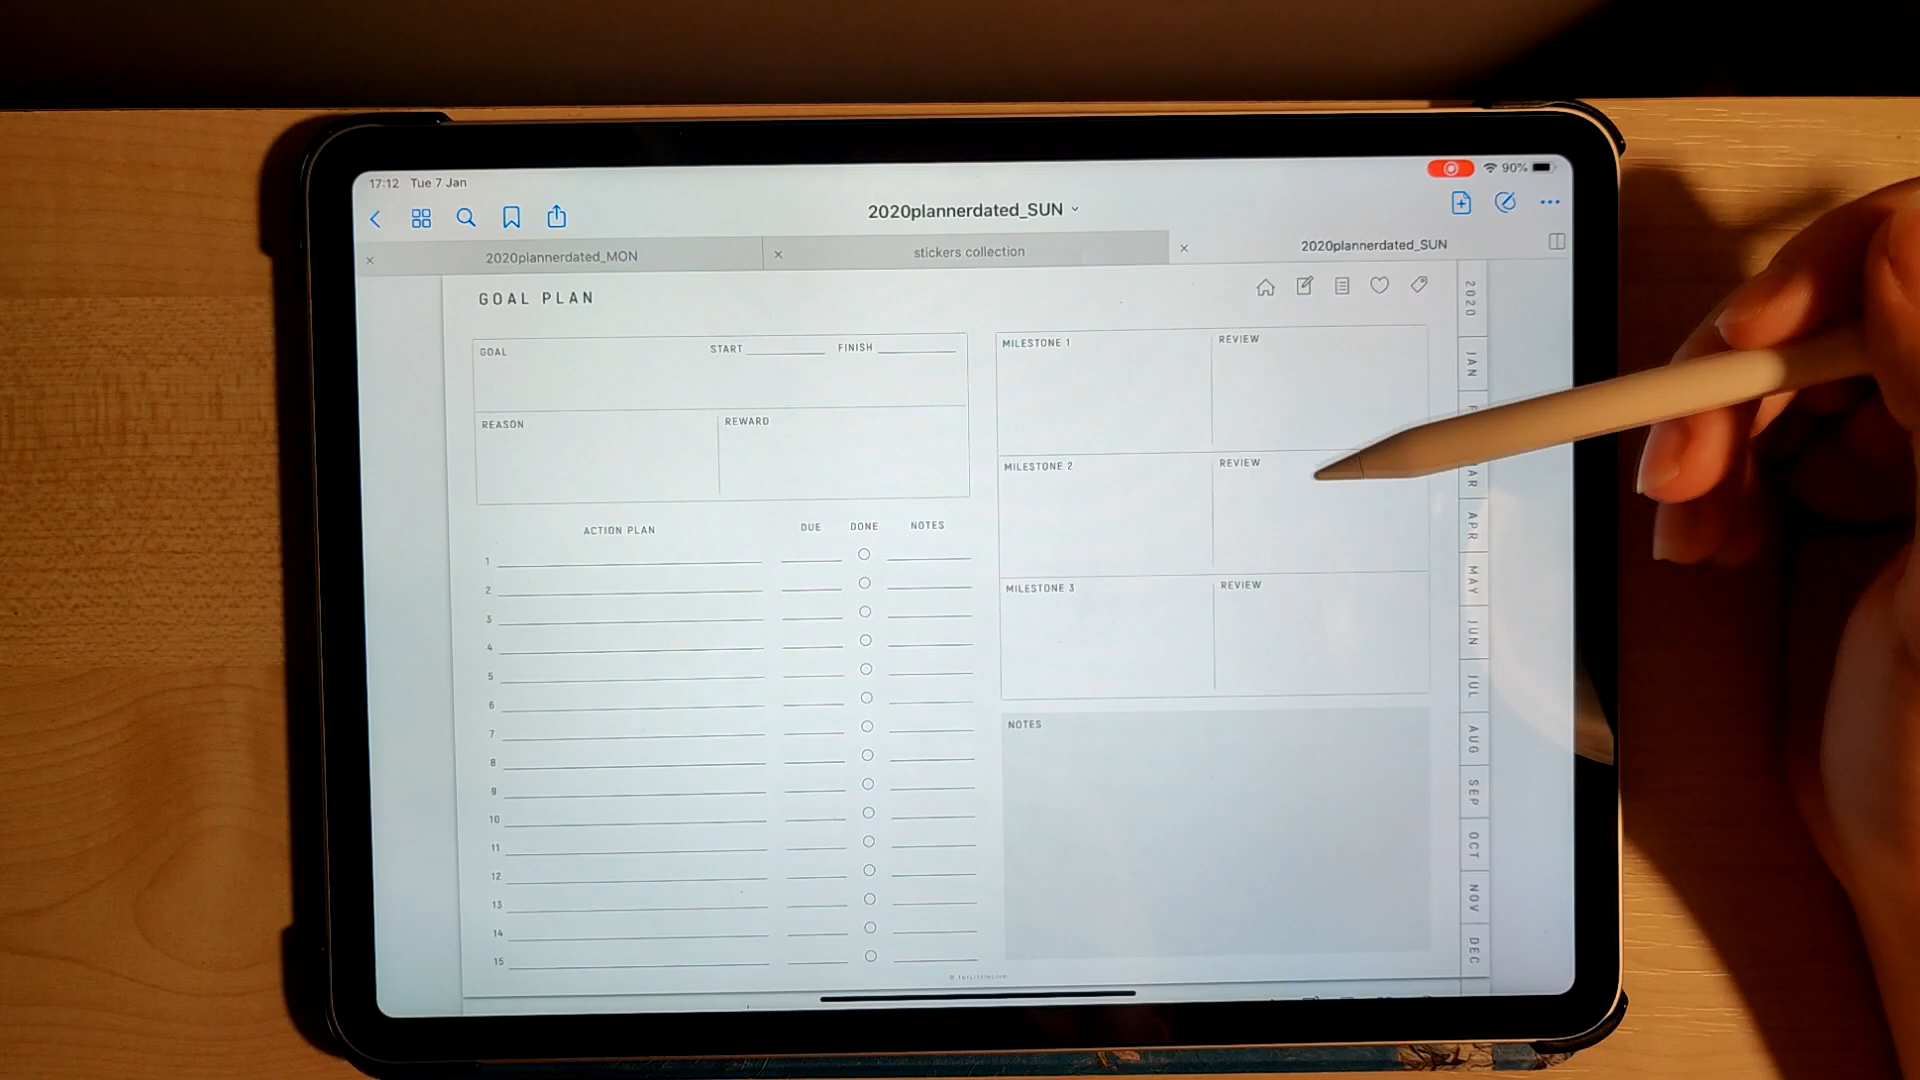 17:12 Tue 7 Jan
90%
2020plannerdated_SUN
2020plannerdated_MON
stickers collection
2020plannerdated_SUN
GOAL PLAN
GOAL START FINISH
REASON REWARD
ACTION PLAN DUE DONE NOTES
1
2
3
4
5
6
7
8
9
10
11
12
13
14
15
MILESTONE 1 REVIEW
MILESTONE 2 REVIEW
MILESTONE 3 REVIEW
NOTES
2020
JAN
F
AR
APR
MAY
JUN
JUL
AUG
SEP
OCT
NOV
DEC